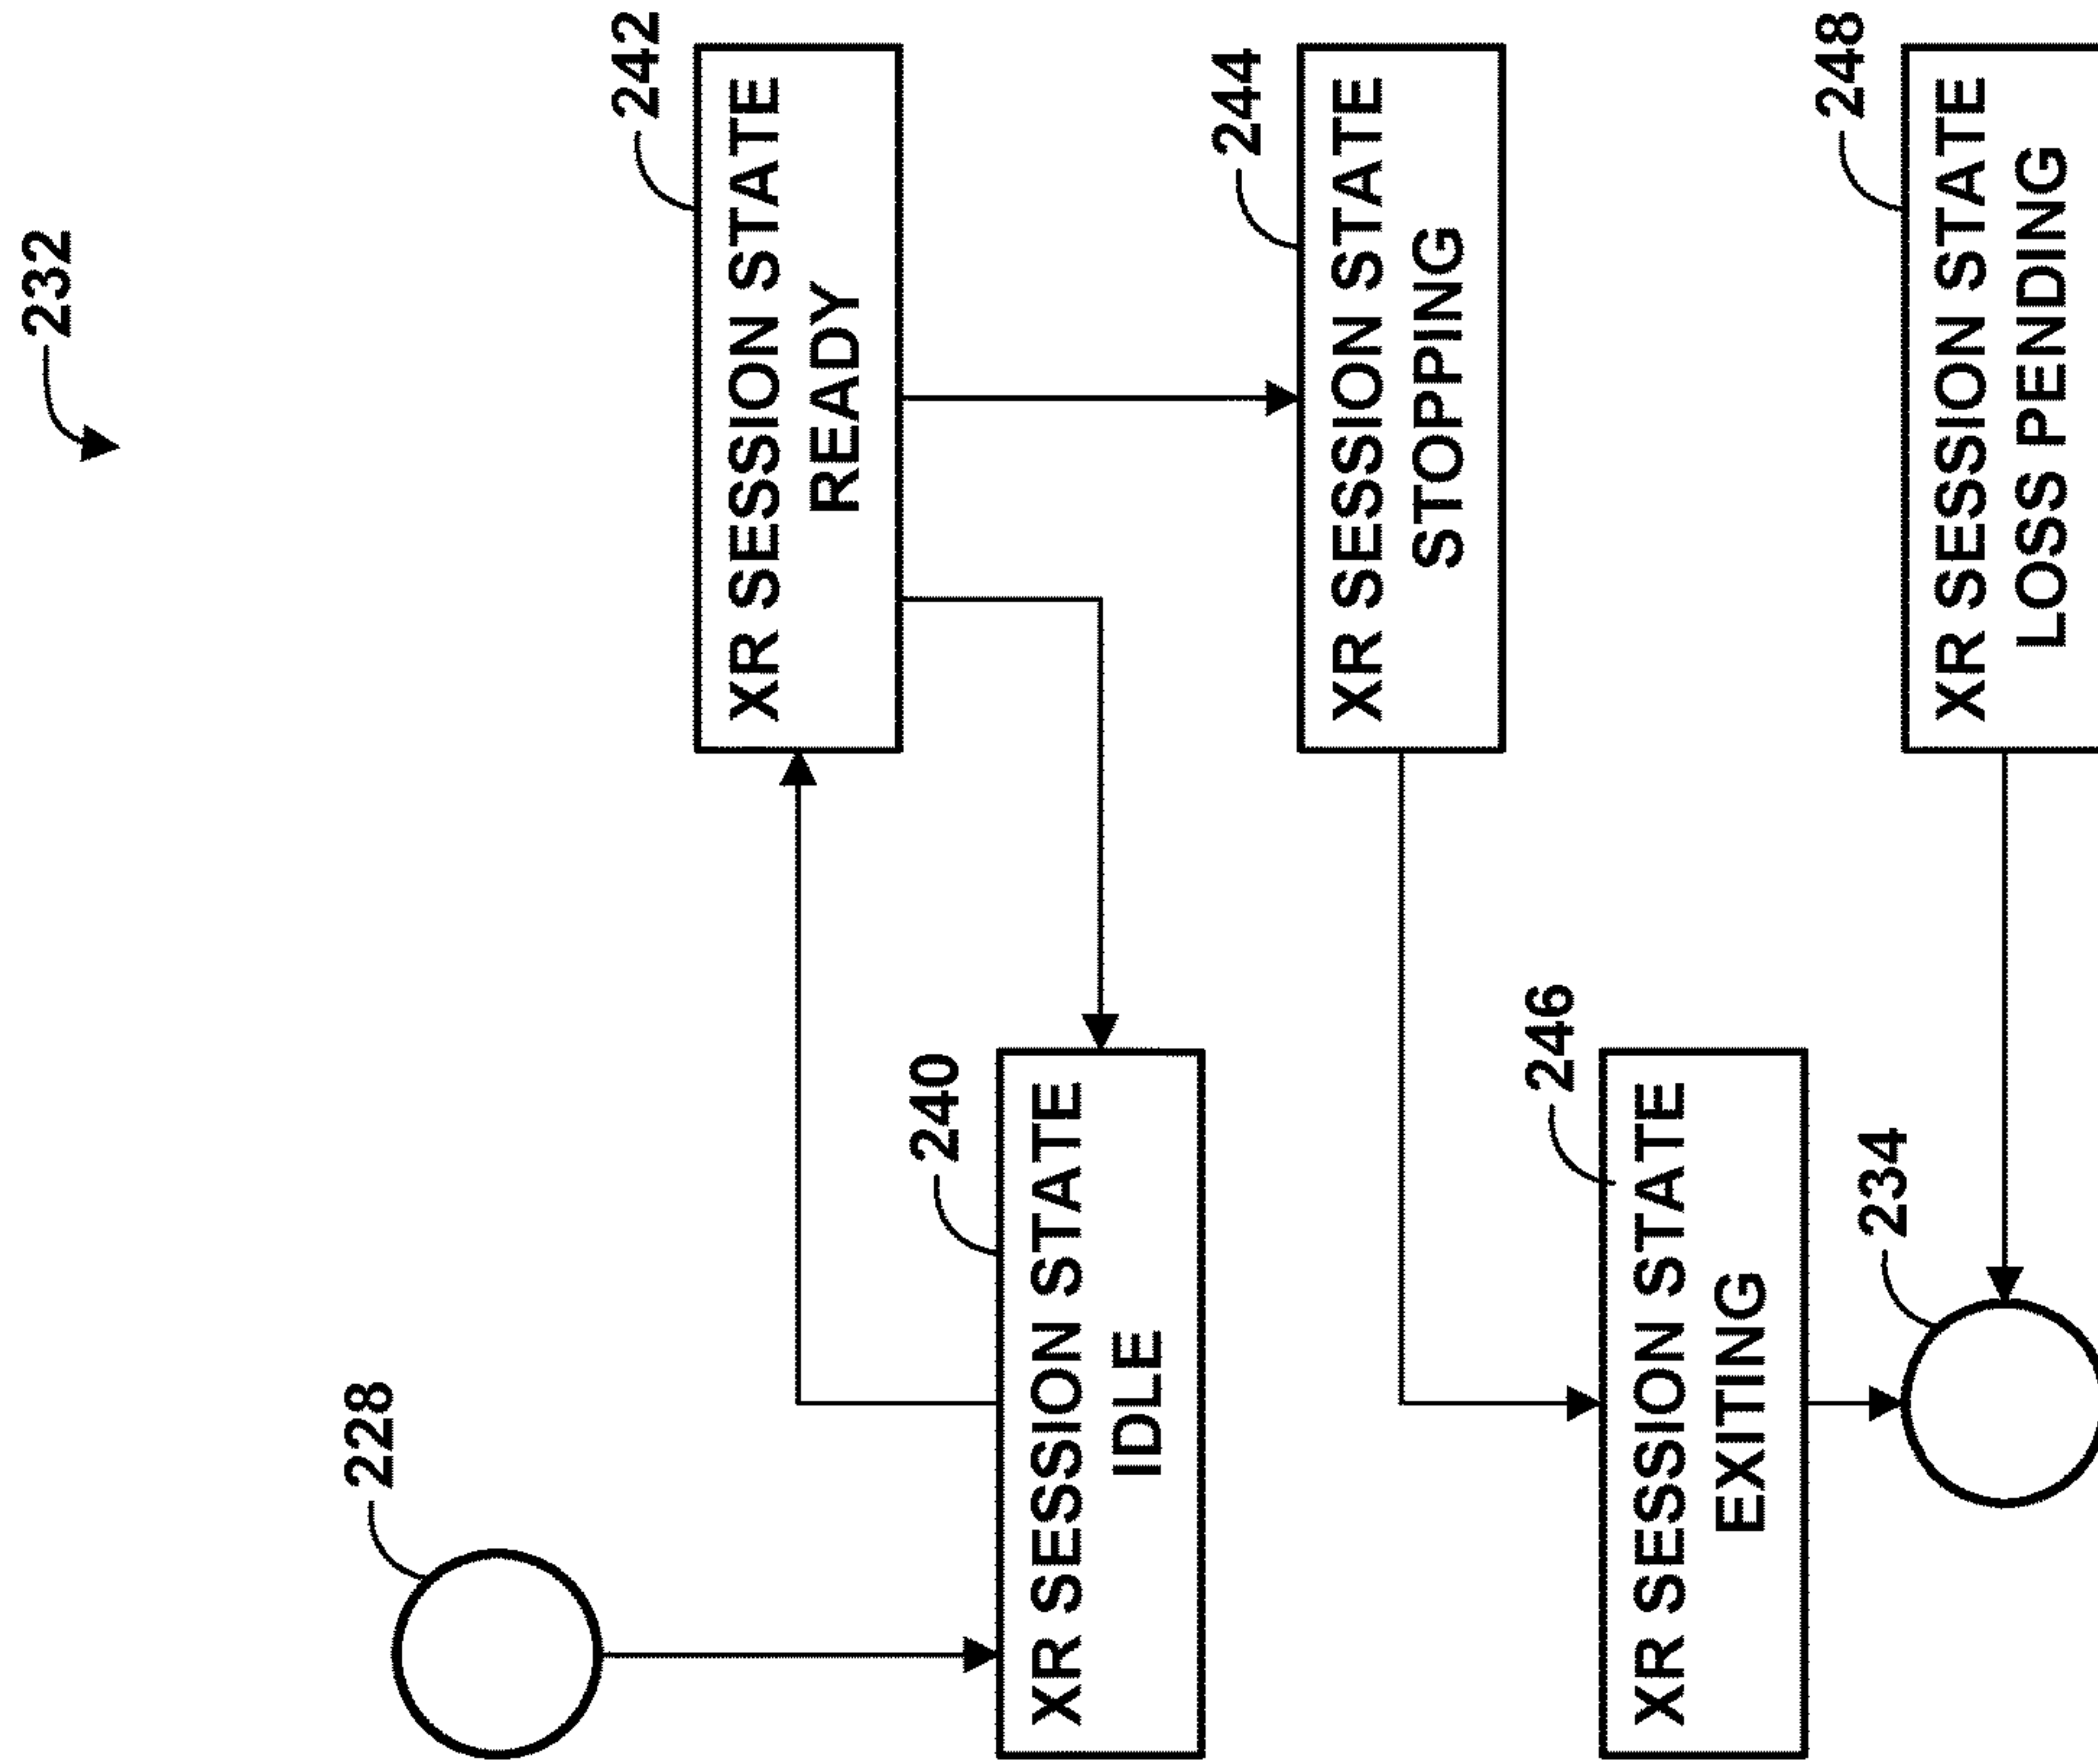 232
228
240
XR SESSION STATE
IDLE
242
XR SESSION STATE
READY
244
XR SESSION STATE
STOPPING
246
XR SESSION STATE
EXITING
234
248
XR SESSION STATE
LOSS PENDING